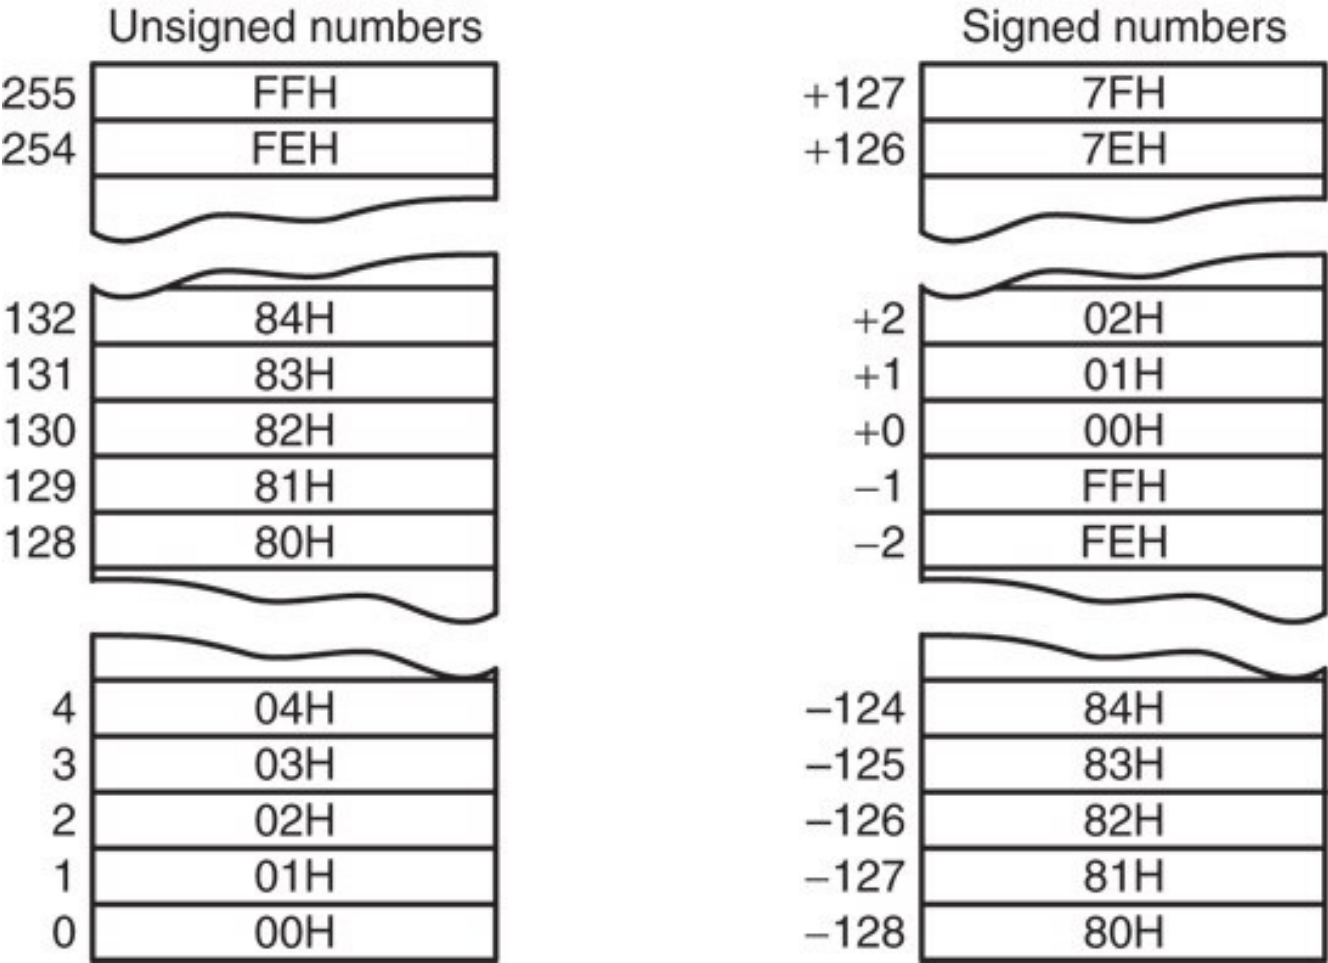 Unsigned numbers
255 FFH
254 FEH
132 84H
131 83H
130 82H
129 81H
128 80H
4 04H
3 03H
2 02H
1 01H
0 00H
Signed numbers
+127 7FH
+126 7EH
+2 02H
+1 01H
+0 00H
−1 FFH
−2 FEH
−124 84H
−125 83H
−126 82H
−127 81H
−128 80H